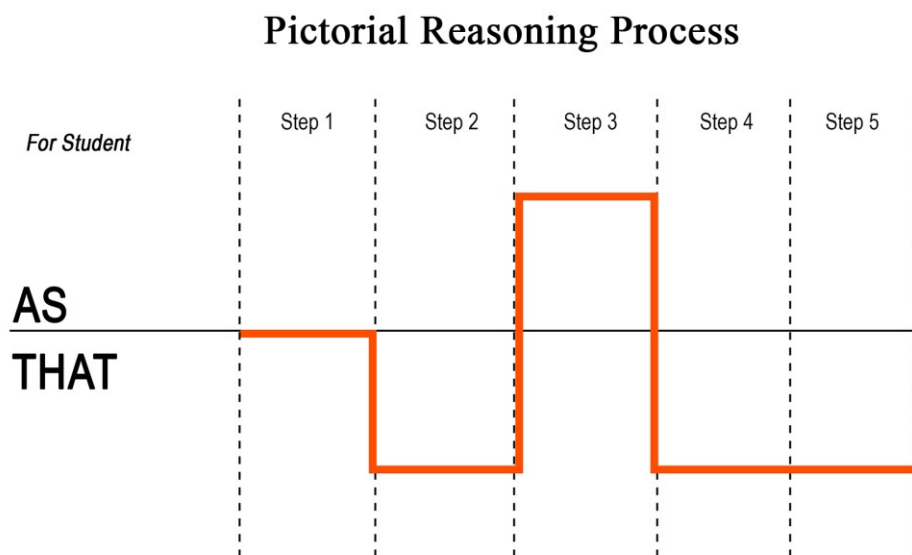 Pictorial Reasoning Process
For Student
Step 1 Step 2 Step 3 Step 4 Step 5
AS
THAT